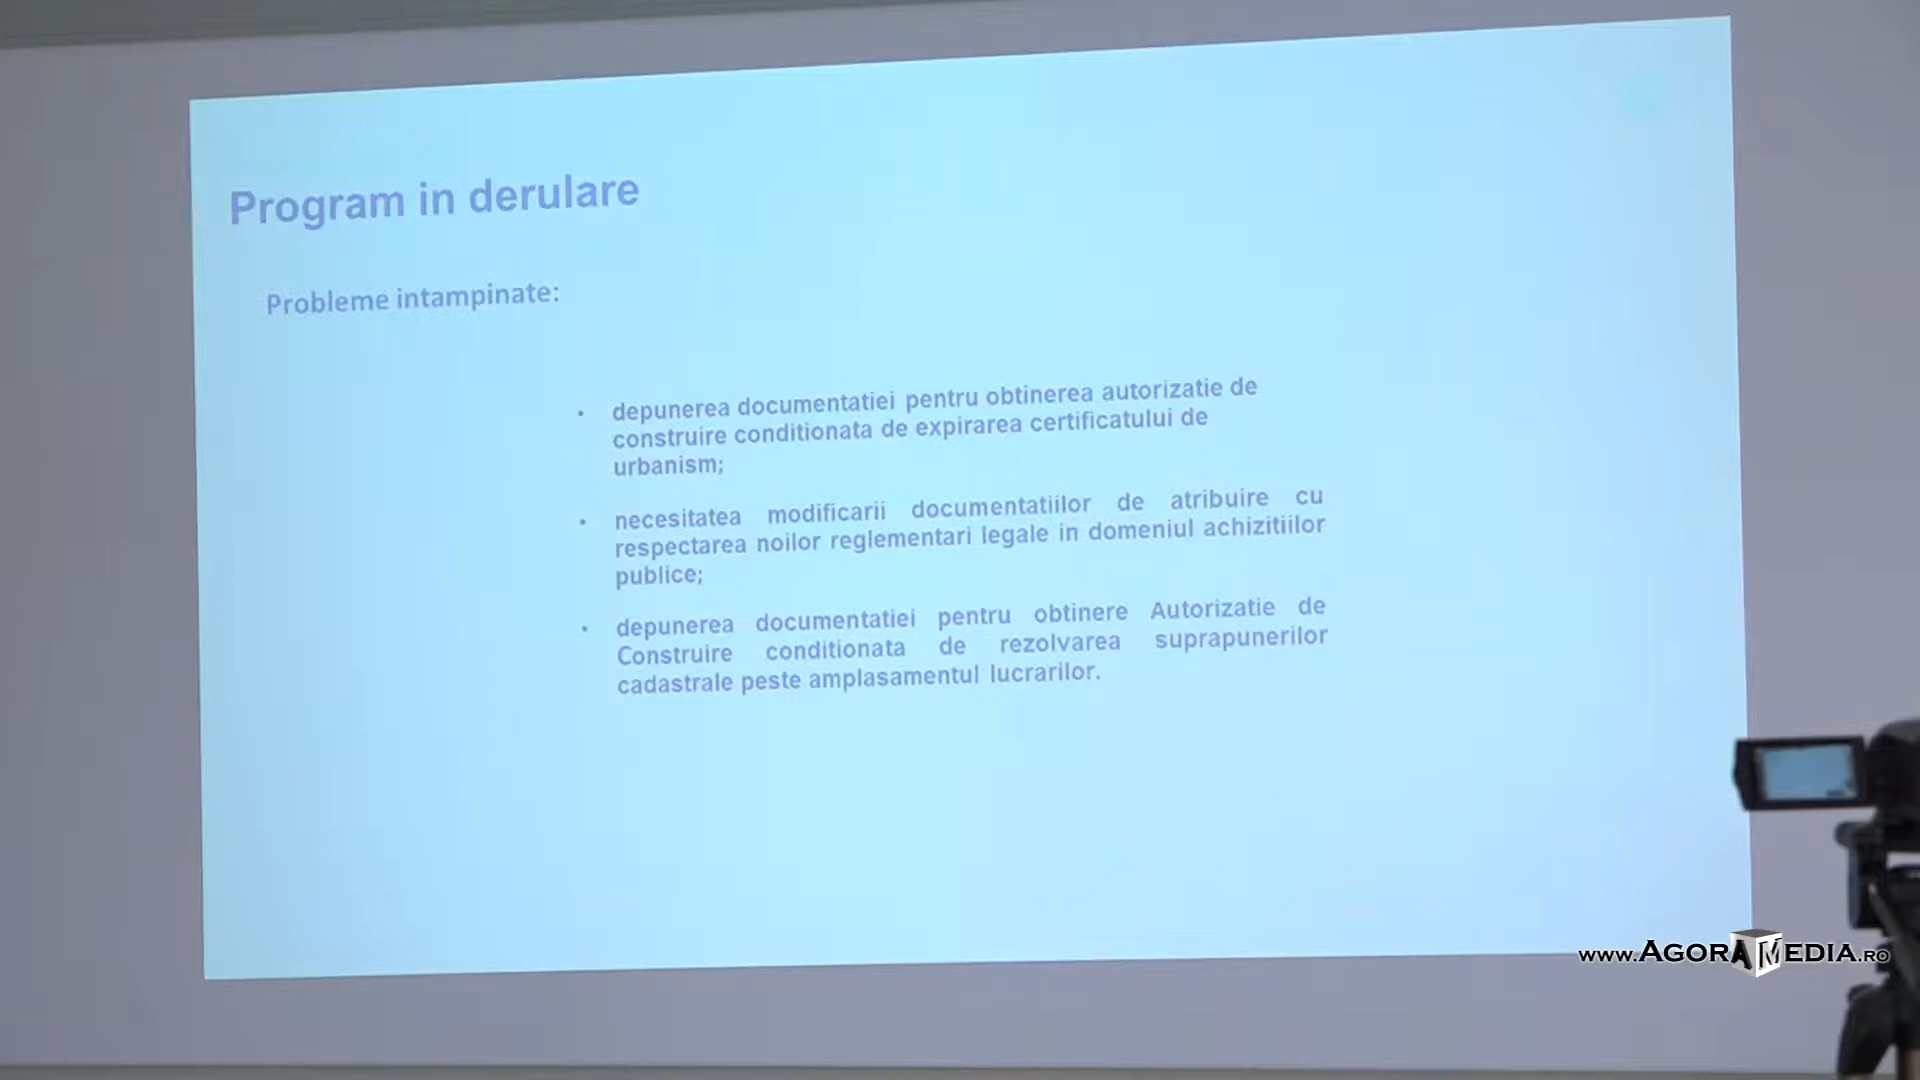 Program in derulare
Probleme intampinate:
• depunerea documentatiei pentru obtinerea autorizatie de
construire conditionata de expirarea certificatului de
urbanism;
• necesitatea modificarii documentatiilor de atribuire cu
respectarea noilor reglementari legale in domeniul achizitiilor
publice;
• depunerea documentatiei pentru obtinere Autorizatie de
Construire conditionata de rezolvarea suprapunerilor
cadastrale peste amplasamentul lucrarilor.
www.AGORAMEDIA.RO